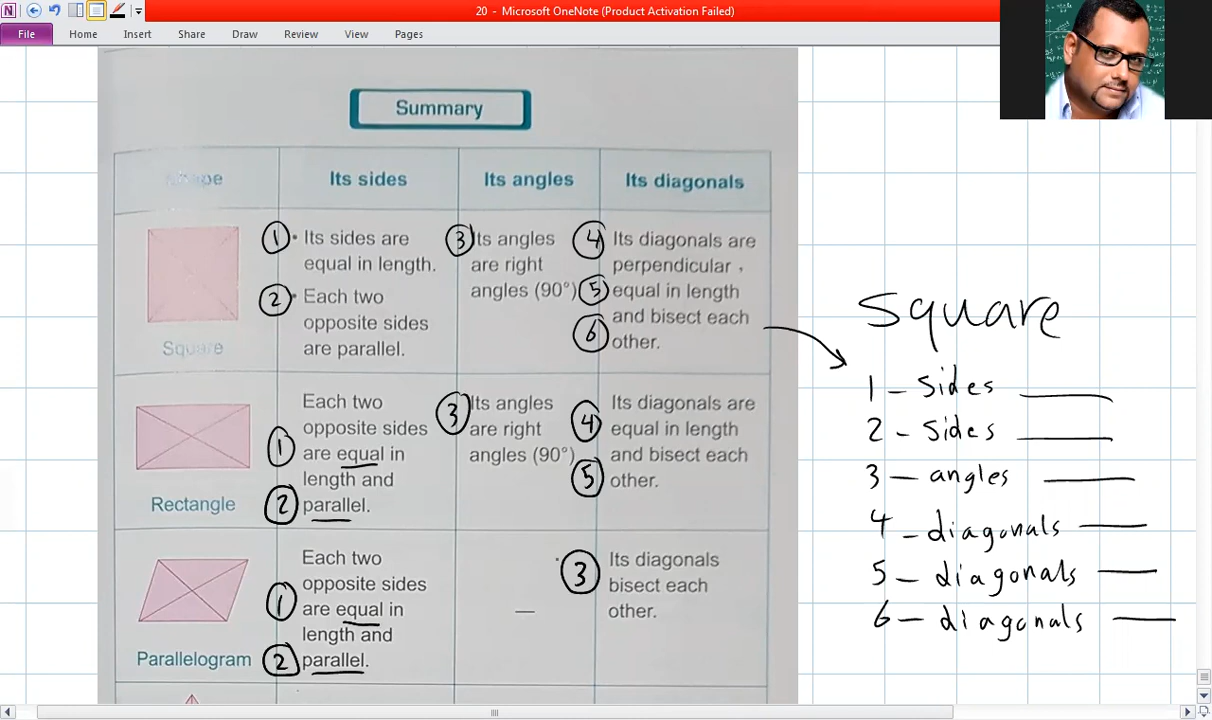 20 - Microsoft OneNote (Product Activation Failed)
File Home Insert Share Draw Review View Pages
Summary
Its sides Its angles Its diagonals
① • Its sides are
equal in length.
② • Each two
opposite sides
are parallel.
③ Its angles
are right
angles (90°)
④ Its diagonals are
perpendicular ,
⑤ equal in length
and bisect each
⑥ other.
Square
Each two
opposite sides
① are equal in
length and
② parallel.
③ Its angles
are right
angles (90°)
Its diagonals are
④ equal in length
and bisect each
⑤ other.
Rectangle
Each two
opposite sides
① are equal in
length and
② parallel.
—
③ Its diagonals
bisect each
other.
Parallelogram
Square
1 - Sides ____
2 - Sides ____
3 - angles ____
4 - diagonals ____
5 - diagonals ____
6 - diagonals ____